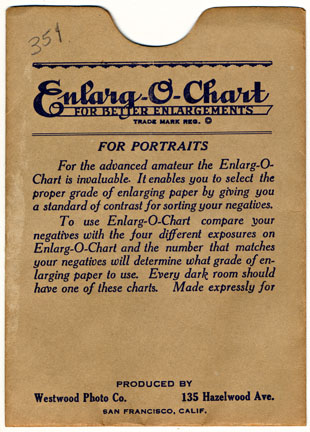 35¢
Enlarg-O-Chart
FOR BETTER ENLARGEMENTS
TRADE MARK REG. ©
FOR PORTRAITS
For the advanced amateur the Enlarg-O-
Chart is invaluable. It enables you to select the
proper grade of enlarging paper by giving you
a standard of contrast for sorting your negatives.
To use Enlarg-O-Chart compare your
negatives with the four different exposures on
Enlarg-O-Chart and the number that matches
your negatives will determine what grade of en-
larging paper to use. Every dark room should
have one of these charts. Made expressly for
PRODUCED BY
Westwood Photo Co. 135 Hazelwood Ave.
SAN FRANCISCO, CALIF.